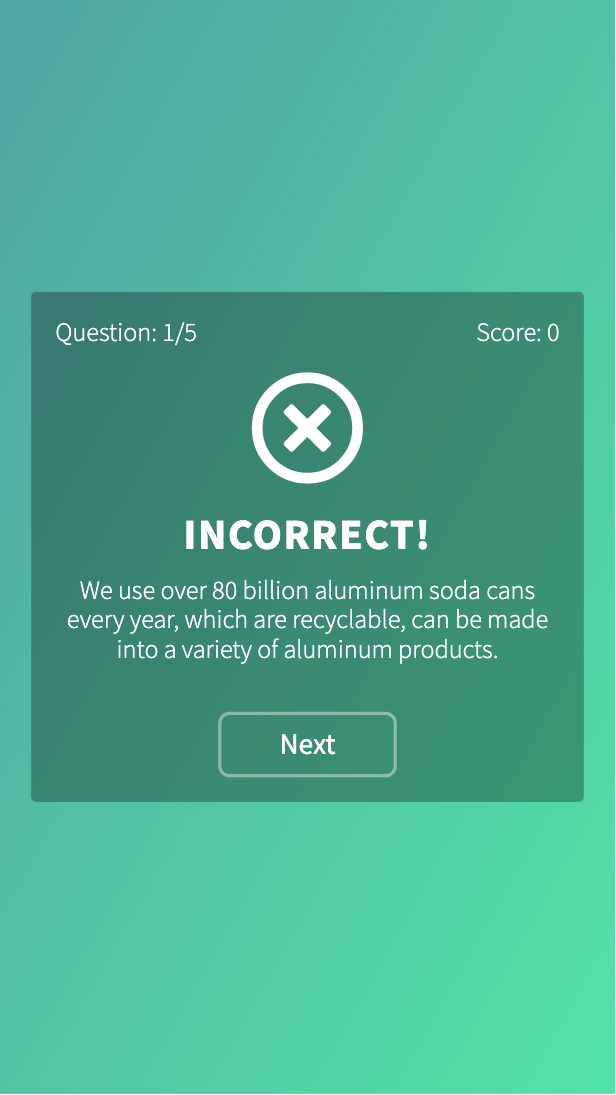 Question: 1/5
Score: 0
INCORRECT!
We use over 80 billion aluminum soda cans
every year, which are recyclable, can be made
into a variety of aluminum products.
Next